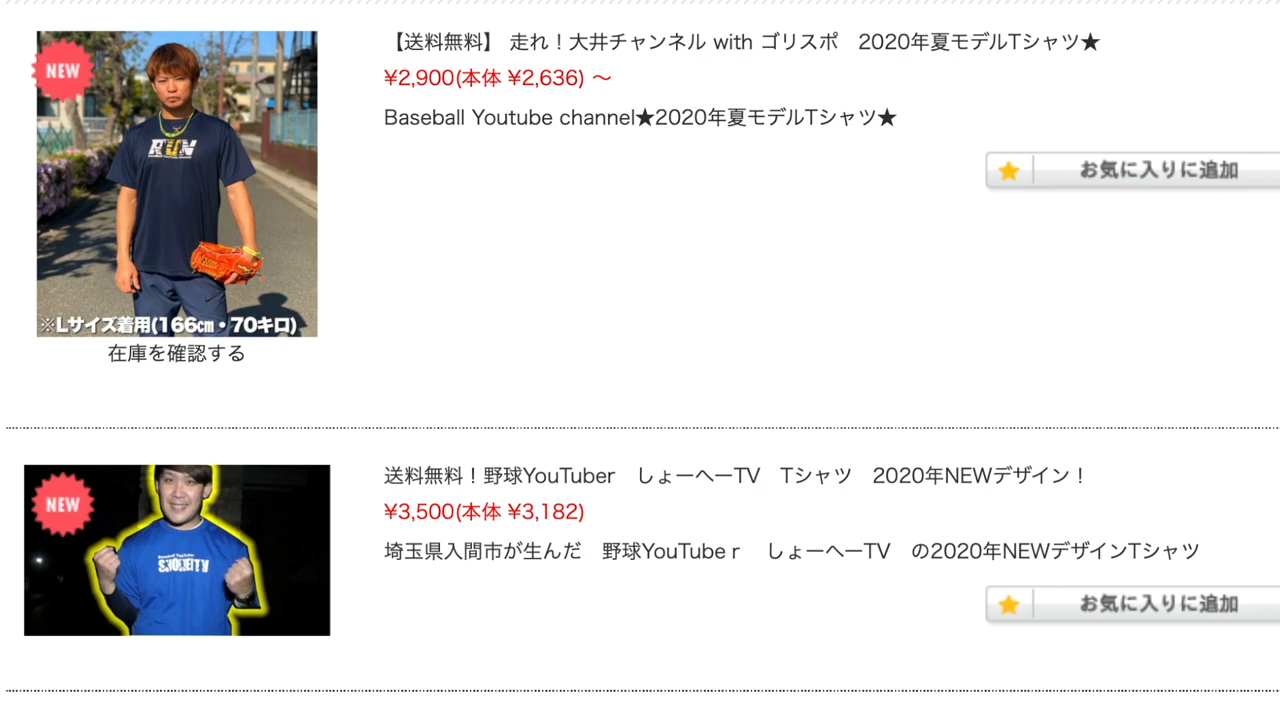 【送料無料】 走れ！大井チャンネル with ゴリスポ　2020年夏モデルTシャツ★
NEW
¥2,900(本体 ¥2,636) ～
Baseball Youtube channel★2020年夏モデルTシャツ★
お気に入りに追加
RUN
※Lサイズ着用(166㎝・70キロ)
在庫を確認する
送料無料！野球YouTuber　しょーへーTV　Tシャツ　2020年NEWデザイン！
NEW
¥3,500(本体 ¥3,182)
埼玉県入間市が生んだ　野球YouTubeｒ　しょーへーTV　の2020年NEWデザインTシャツ
Baseball YouTuber
SHOHEITV
お気に入りに追加